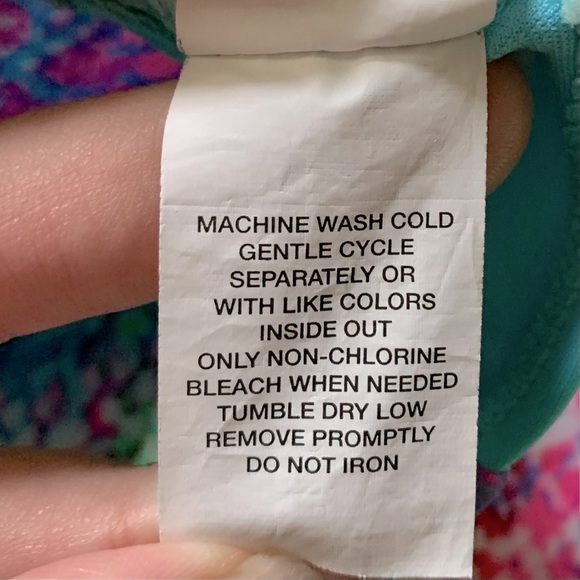 MACHINE WASH COLD
GENTLE CYCLE
SEPARATELY OR
WITH LIKE COLORS
INSIDE OUT
ONLY NON-CHLORINE
BLEACH WHEN NEEDED
TUMBLE DRY LOW
REMOVE PROMPTLY
DO NOT IRON